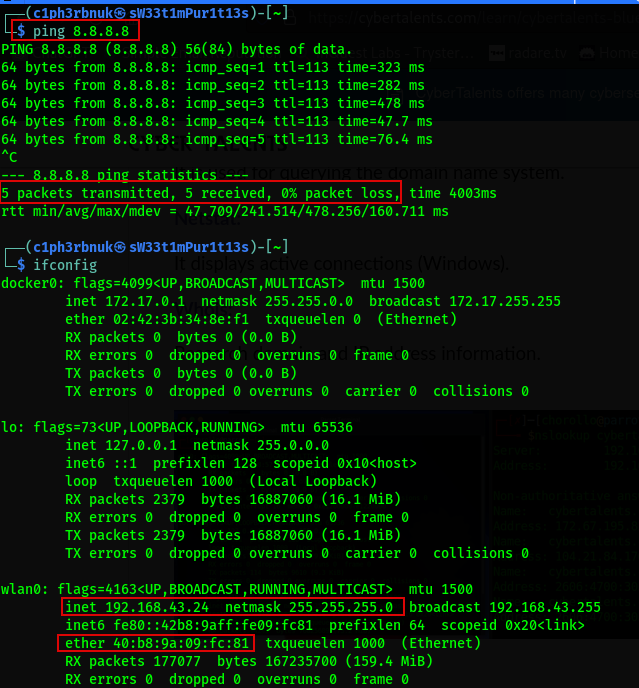 ┌──(c1ph3rbnuk㉿sW33t1mPur1t13s)-[~]
└─$ ping 8.8.8.8
PING 8.8.8.8 (8.8.8.8) 56(84) bytes of data.
64 bytes from 8.8.8.8: icmp_seq=1 ttl=113 time=323 ms
64 bytes from 8.8.8.8: icmp_seq=2 ttl=113 time=282 ms
64 bytes from 8.8.8.8: icmp_seq=3 ttl=113 time=478 ms
64 bytes from 8.8.8.8: icmp_seq=4 ttl=113 time=47.7 ms
64 bytes from 8.8.8.8: icmp_seq=5 ttl=113 time=76.4 ms
^C
--- 8.8.8.8 ping statistics ---
5 packets transmitted, 5 received, 0% packet loss, time 4003ms
rtt min/avg/max/mdev = 47.709/241.514/478.256/160.711 ms
┌──(c1ph3rbnuk㉿sW33t1mPur1t13s)-[~]
└─$ ifconfig
docker0: flags=4099<UP,BROADCAST,MULTICAST>  mtu 1500
inet 172.17.0.1  netmask 255.255.0.0  broadcast 172.17.255.255
ether 02:42:3b:34:8e:f1  txqueuelen 0  (Ethernet)
RX packets 0  bytes 0 (0.0 B)
RX errors 0  dropped 0  overruns 0  frame 0
TX packets 0  bytes 0 (0.0 B)
TX errors 0  dropped 0 overruns 0  carrier 0  collisions 0
lo: flags=73<UP,LOOPBACK,RUNNING>  mtu 65536
inet 127.0.0.1  netmask 255.0.0.0
inet6 ::1  prefixlen 128  scopeid 0x10<host>
loop  txqueuelen 1000  (Local Loopback)
RX packets 2379  bytes 16887060 (16.1 MiB)
RX errors 0  dropped 0  overruns 0  frame 0
TX packets 2379  bytes 16887060 (16.1 MiB)
TX errors 0  dropped 0 overruns 0  carrier 0  collisions 0
wlan0: flags=4163<UP,BROADCAST,RUNNING,MULTICAST>  mtu 1500
inet 192.168.43.24  netmask 255.255.255.0  broadcast 192.168.43.255
inet6 fe80::42b8:9aff:fe09:fc81  prefixlen 64  scopeid 0x20<link>
ether 40:b8:9a:09:fc:81  txqueuelen 1000  (Ethernet)
RX packets 177077  bytes 167235700 (159.4 MiB)
RX errors 0  dropped 0  overruns 0  frame 0
used for querying the domain name system.
It displays active connections (Windows).